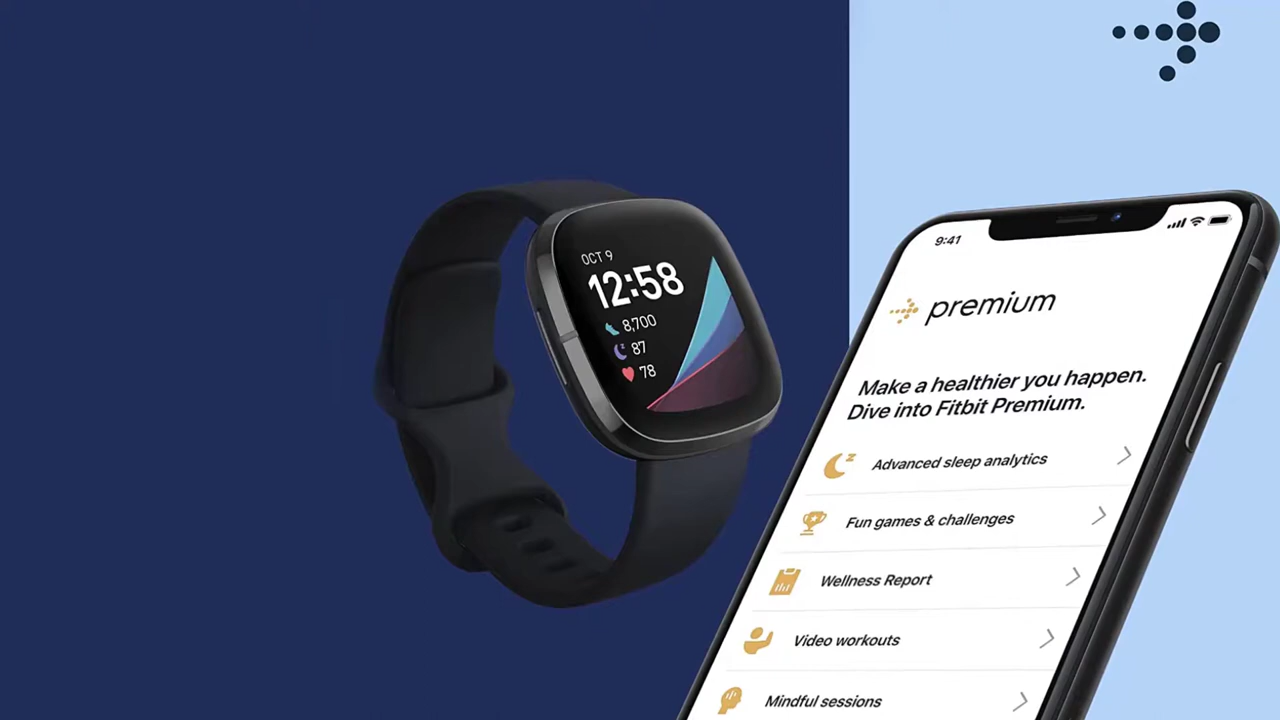 OCT 9
12:58
8,700
87
78
9:41
premium
Make a healthier you happen.
Dive into Fitbit Premium.
Advanced sleep analytics
Fun games & challenges
Wellness Report
Video workouts
Mindful sessions